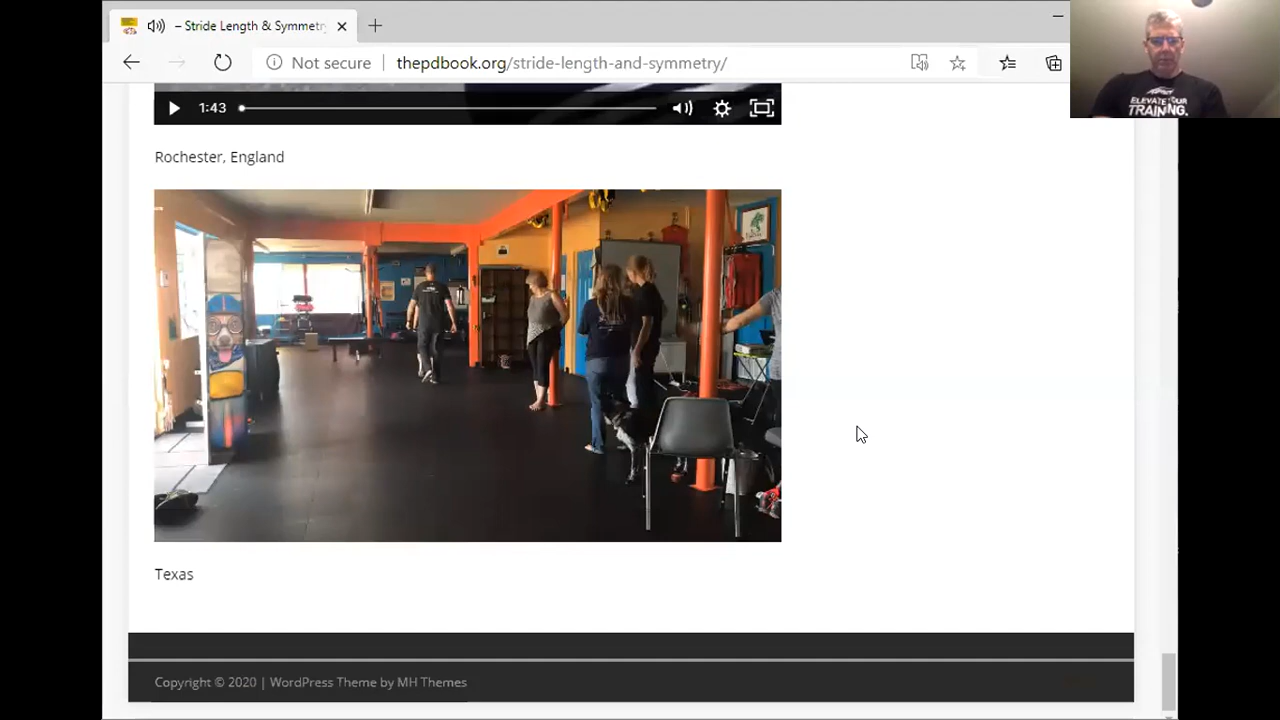 – Stride Length & Symmetr
Not secure
thepdbook.org/stride-length-and-symmetry/
ELEVATE YOUR
TRAINING.
1:43
Rochester, England
Texas
Copyright © 2020 | WordPress Theme by MH Themes